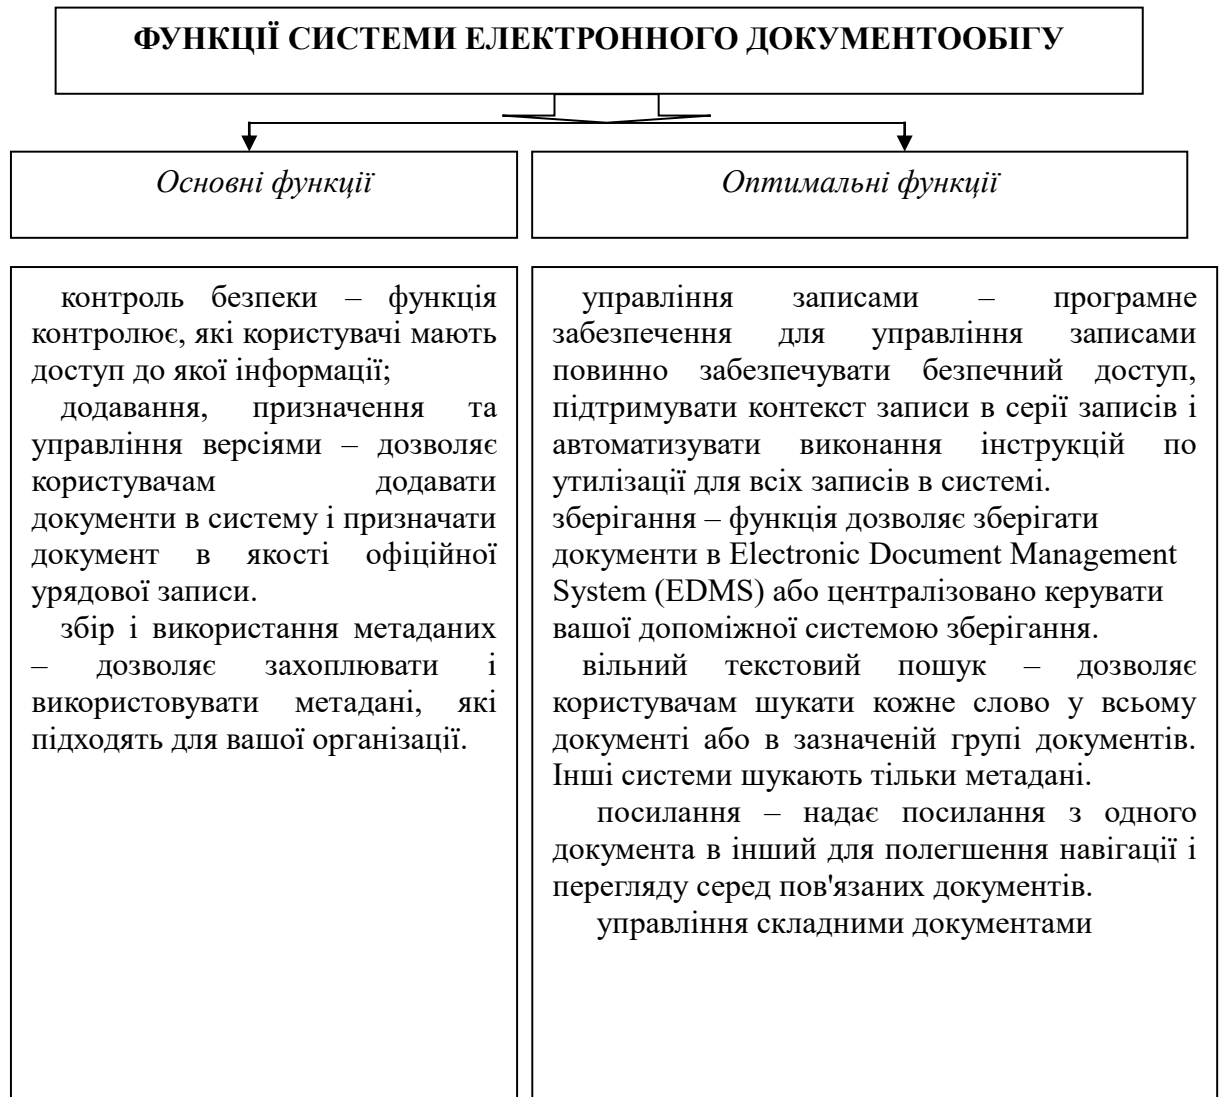 ФУНКЦІЇ СИСТЕМИ ЕЛЕКТРОННОГО ДОКУМЕНТООБІГУ
Основні функції
Оптимальні функції
контроль безпеки – функція
контролює, які користувачі мають
доступ до якої інформації;
додавання, призначення та
управління версіями – дозволяє
користувачам додавати
документи в систему і призначати
документ в якості офіційної
урядової записи.
збір і використання метаданих
– дозволяє захоплювати і
використовувати метадані, які
підходять для вашої організації.
управління записами – програмне
забезпечення для управління записами
повинно забезпечувати безпечний доступ,
підтримувати контекст записи в серії записів і
автоматизувати виконання інструкцій по
утилізації для всіх записів в системі.
зберігання – функція дозволяє зберігати
документи в Electronic Document Management
System (EDMS) або централізовано керувати
вашої допоміжної системою зберігання.
вільний текстовий пошук – дозволяє
користувачам шукати кожне слово у всьому
документі або в зазначеній групі документів.
Інші системи шукають тільки метадані.
посилання – надає посилання з одного
документа в інший для полегшення навігації і
перегляду серед пов'язаних документів.
управління складними документами